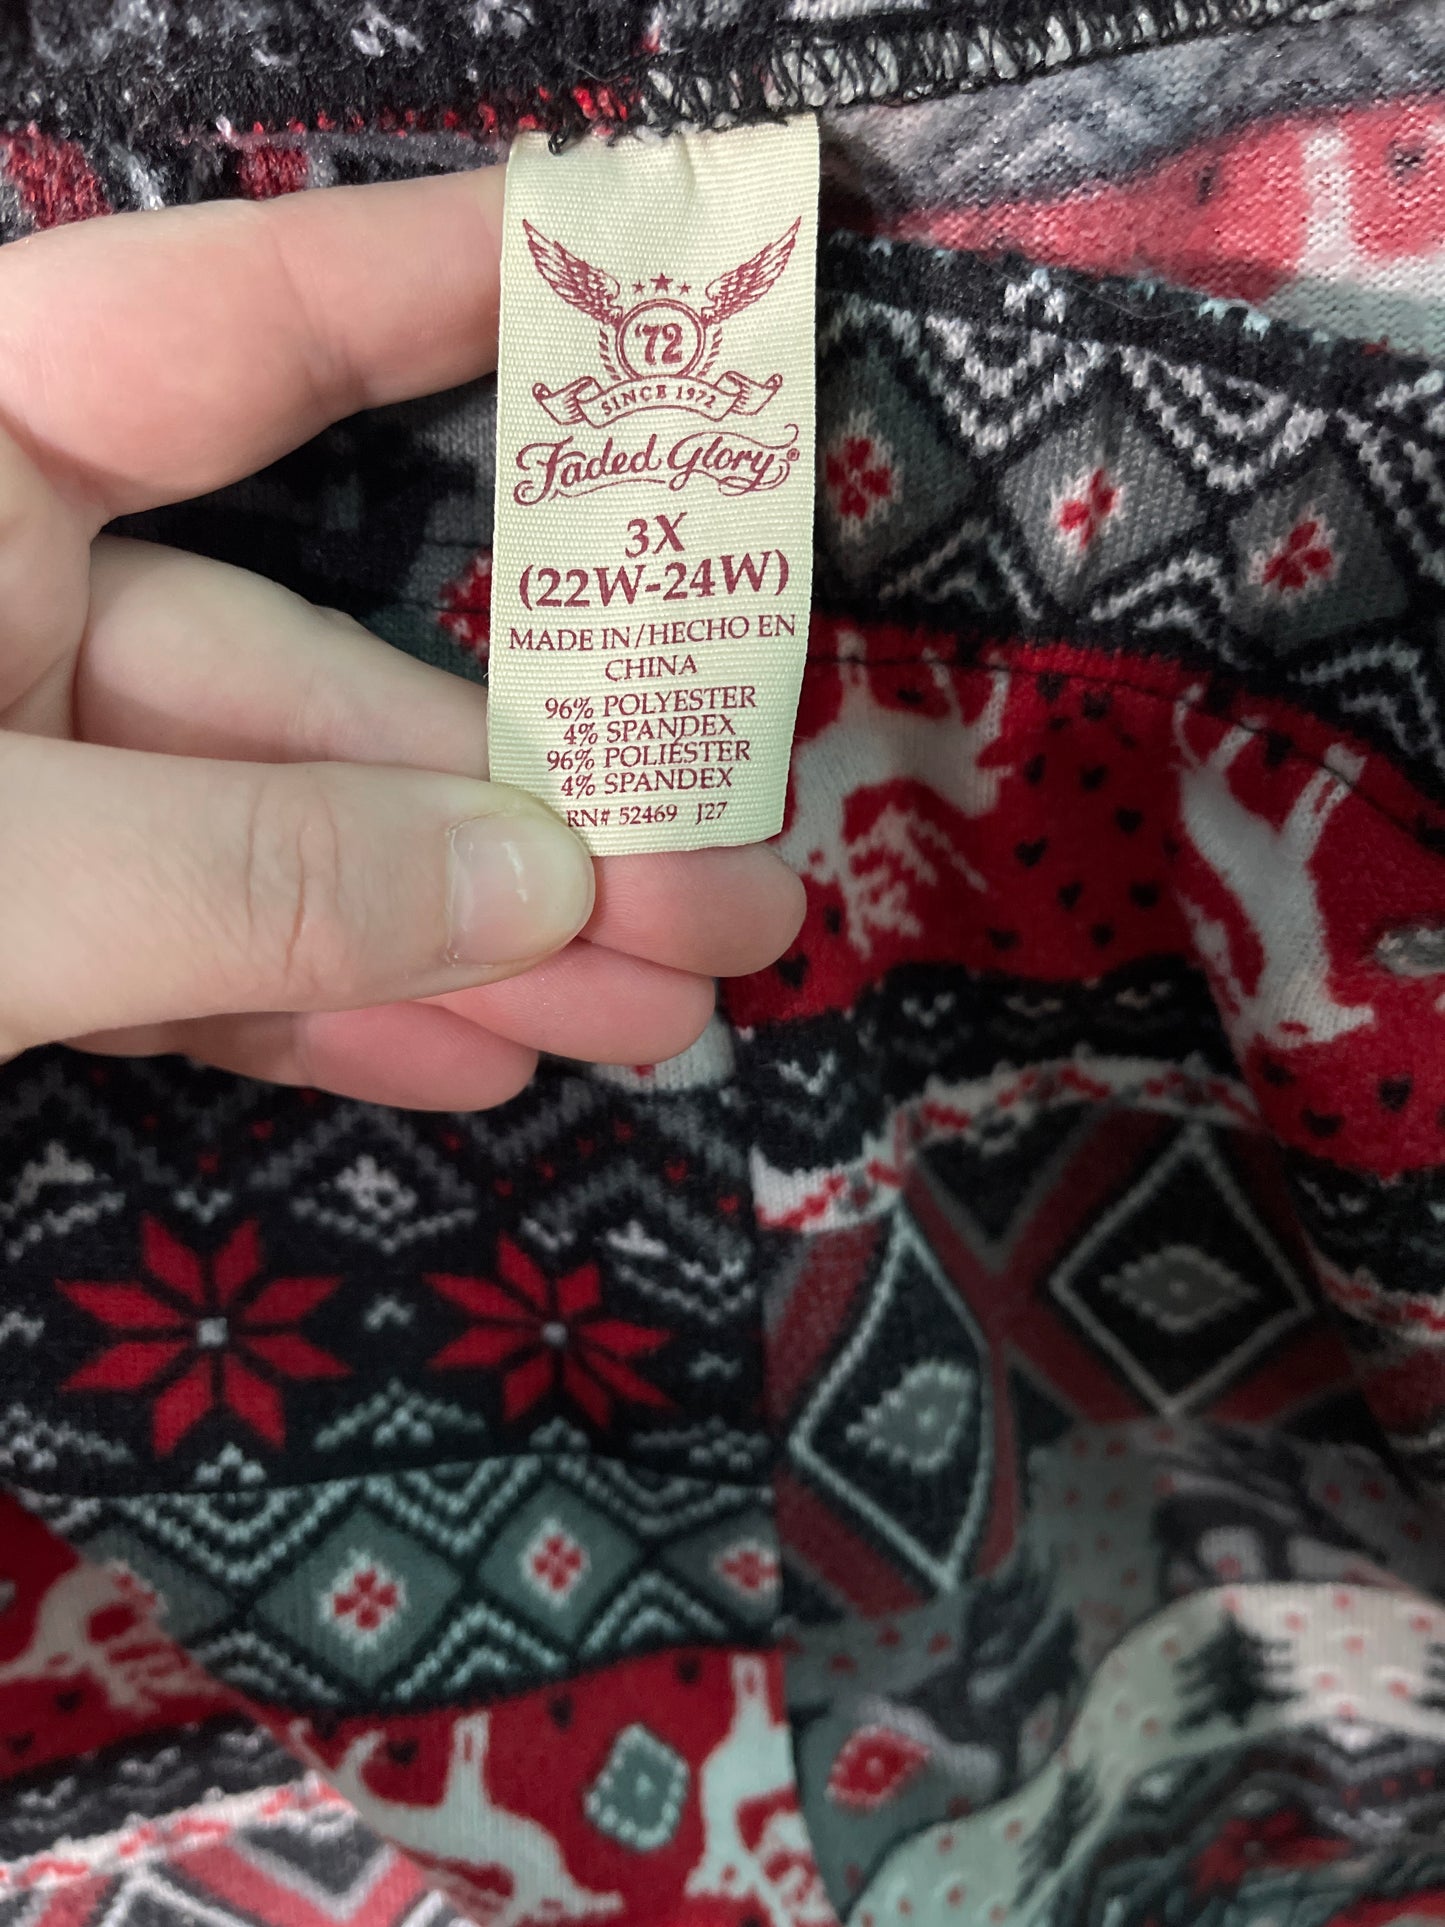 '72
SINCE 1972
Faded Glory®
3X
(22W-24W)
MADE IN/HECHO EN
CHINA
96% POLYESTER
4% SPANDEX
96% POLIÉSTER
4% SPANDEX
RN# 52469 J27